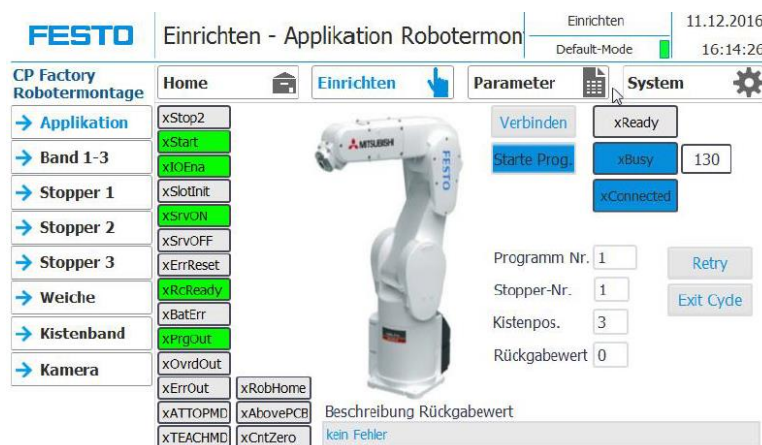 FESTO
Einrichten - Applikation Robotermon
Einrichten
Default-Mode
11.12.2016
16:14:26
CP Factory
Robotermontage
Home
Einrichten
Parameter
System
Applikation
Band 1-3
Stopper 1
Stopper 2
Stopper 3
Weiche
Kistenband
Kamera
xStop2
xStart
xIOEna
xSlotInit
xSrvON
xSrvOFF
xErrReset
xRcReady
xBatErr
xPrgOut
xOvrdOut
xErrOut
xRobHome
xATTOPMD
xAbovePCB
xTEACHMD
xCntZero
MITSUBISHI
FESTO
Verbinden
xReady
Starte Prog.
xBusy
130
xConnected
Programm Nr. 1
Stopper-Nr. 1
Kistenpos. 3
Rückgabewert 0
Retry
Exit Cycle
Beschreibung Rückgabewert
kein Fehler